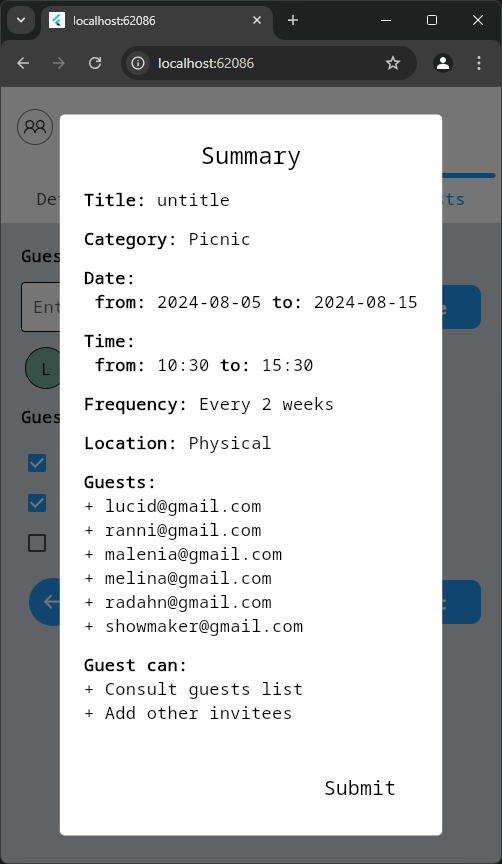 localhost:62086
localhost:62086
Summary
Title: untitle
Category: Picnic
Date:
from: 2024-08-05 to: 2024-08-15
Time:
from: 10:30 to: 15:30
Frequency: Every 2 weeks
Location: Physical
Guests:
+ lucid@gmail.com
+ ranni@gmail.com
+ malenia@gmail.com
+ melina@gmail.com
+ radahn@gmail.com
+ showmaker@gmail.com
Guest can:
+ Consult guests list
+ Add other invitees
Submit
L